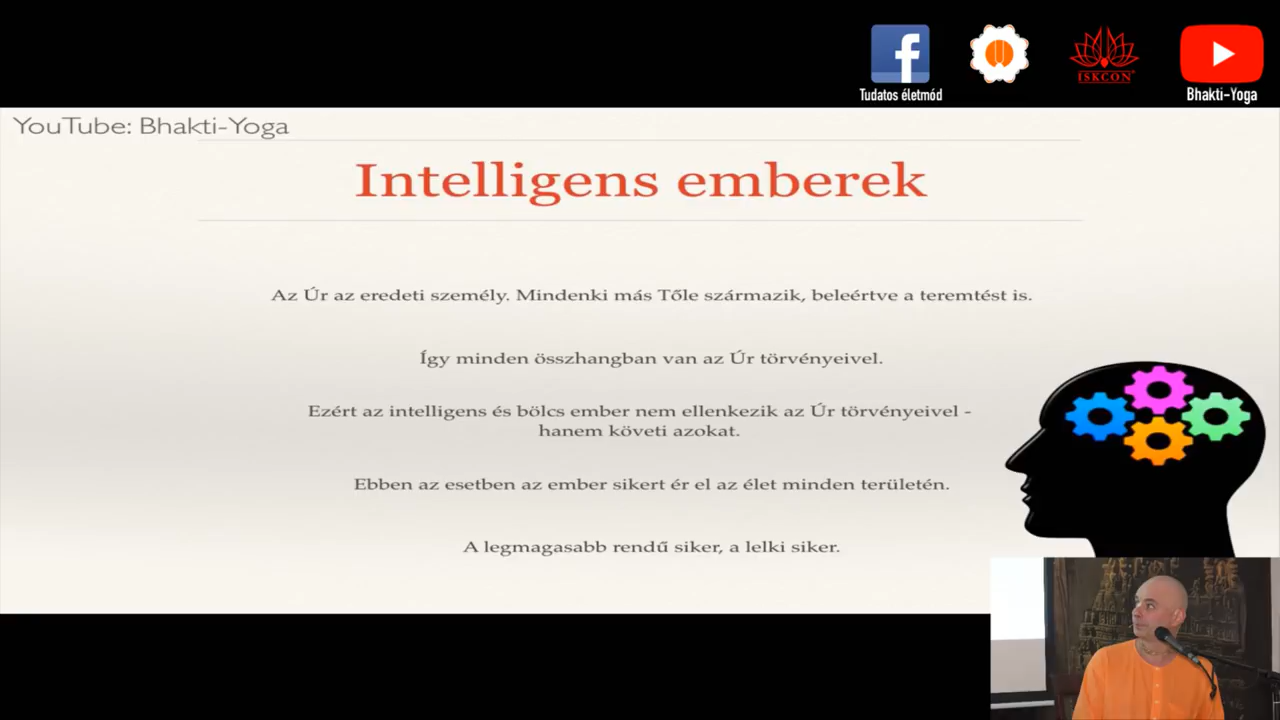 Tudatos életmód
ISKCON
Bhakti-Yoga
YouTube: Bhakti-Yoga
Intelligens emberek
Az Úr az eredeti személy. Mindenki más Tőle származik, beleértve a teremtést is.
Így minden összhangban van az Úr törvényeivel.
Ezért az intelligens és bölcs ember nem ellenkezik az Úr törvényeivel -
hanem követi azokat.
Ebben az esetben az ember sikert ér el az élet minden területén.
A legmagasabb rendű siker, a lelki siker.